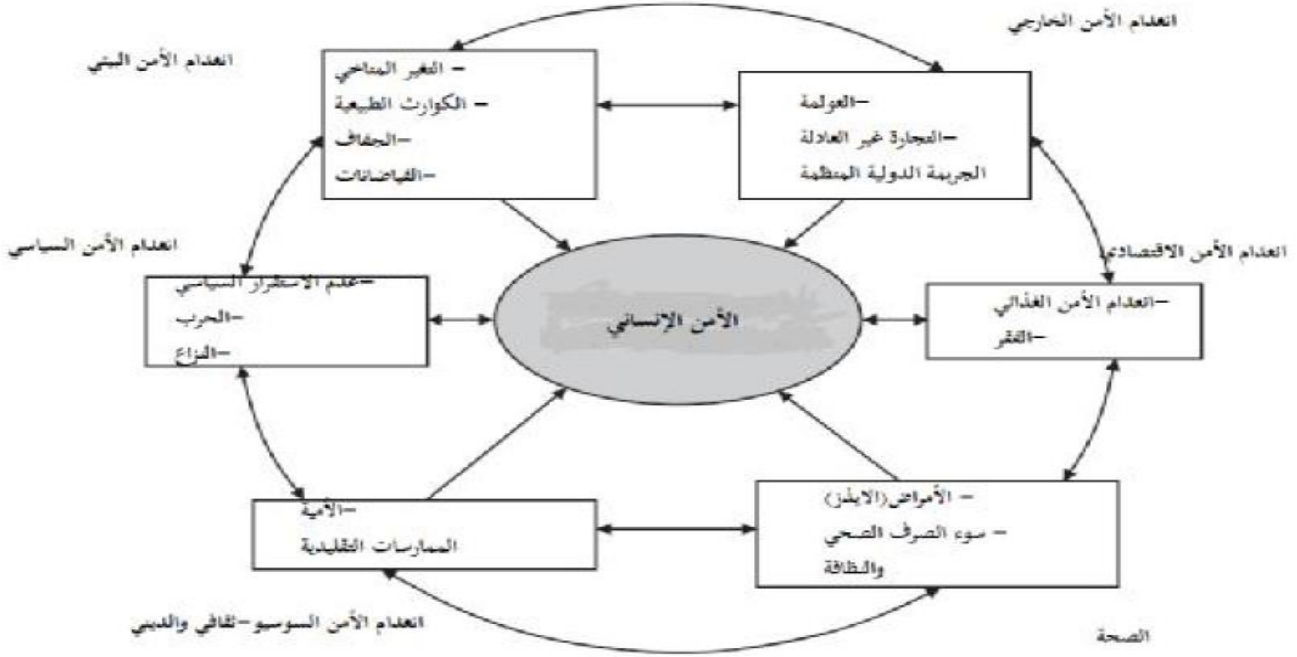 انعدام الأمن الخارجي
انعدام الأمن البيئي
– التغير المناخي
– الكوارث الطبيعية
–الجفاف
–الفياضانات
–العولمة
–التجارة غير العادلة
الجريمة الدولية المنظمة
انعدام الأمن السياسي
انعدام الأمن الاقتصادي
–عدم الاستقرار السياسي
–الحرب
–النزاع
الأمن الإنساني
–انعدام الأمن الغذائي
–الفقر
–الأمية
الممارسات التقليدية
– الأمراض(الايدز)
– سوء الصرف الصحي
والنظافة
انعدام الأمن السوسيو–ثقافي والديني
الصحة